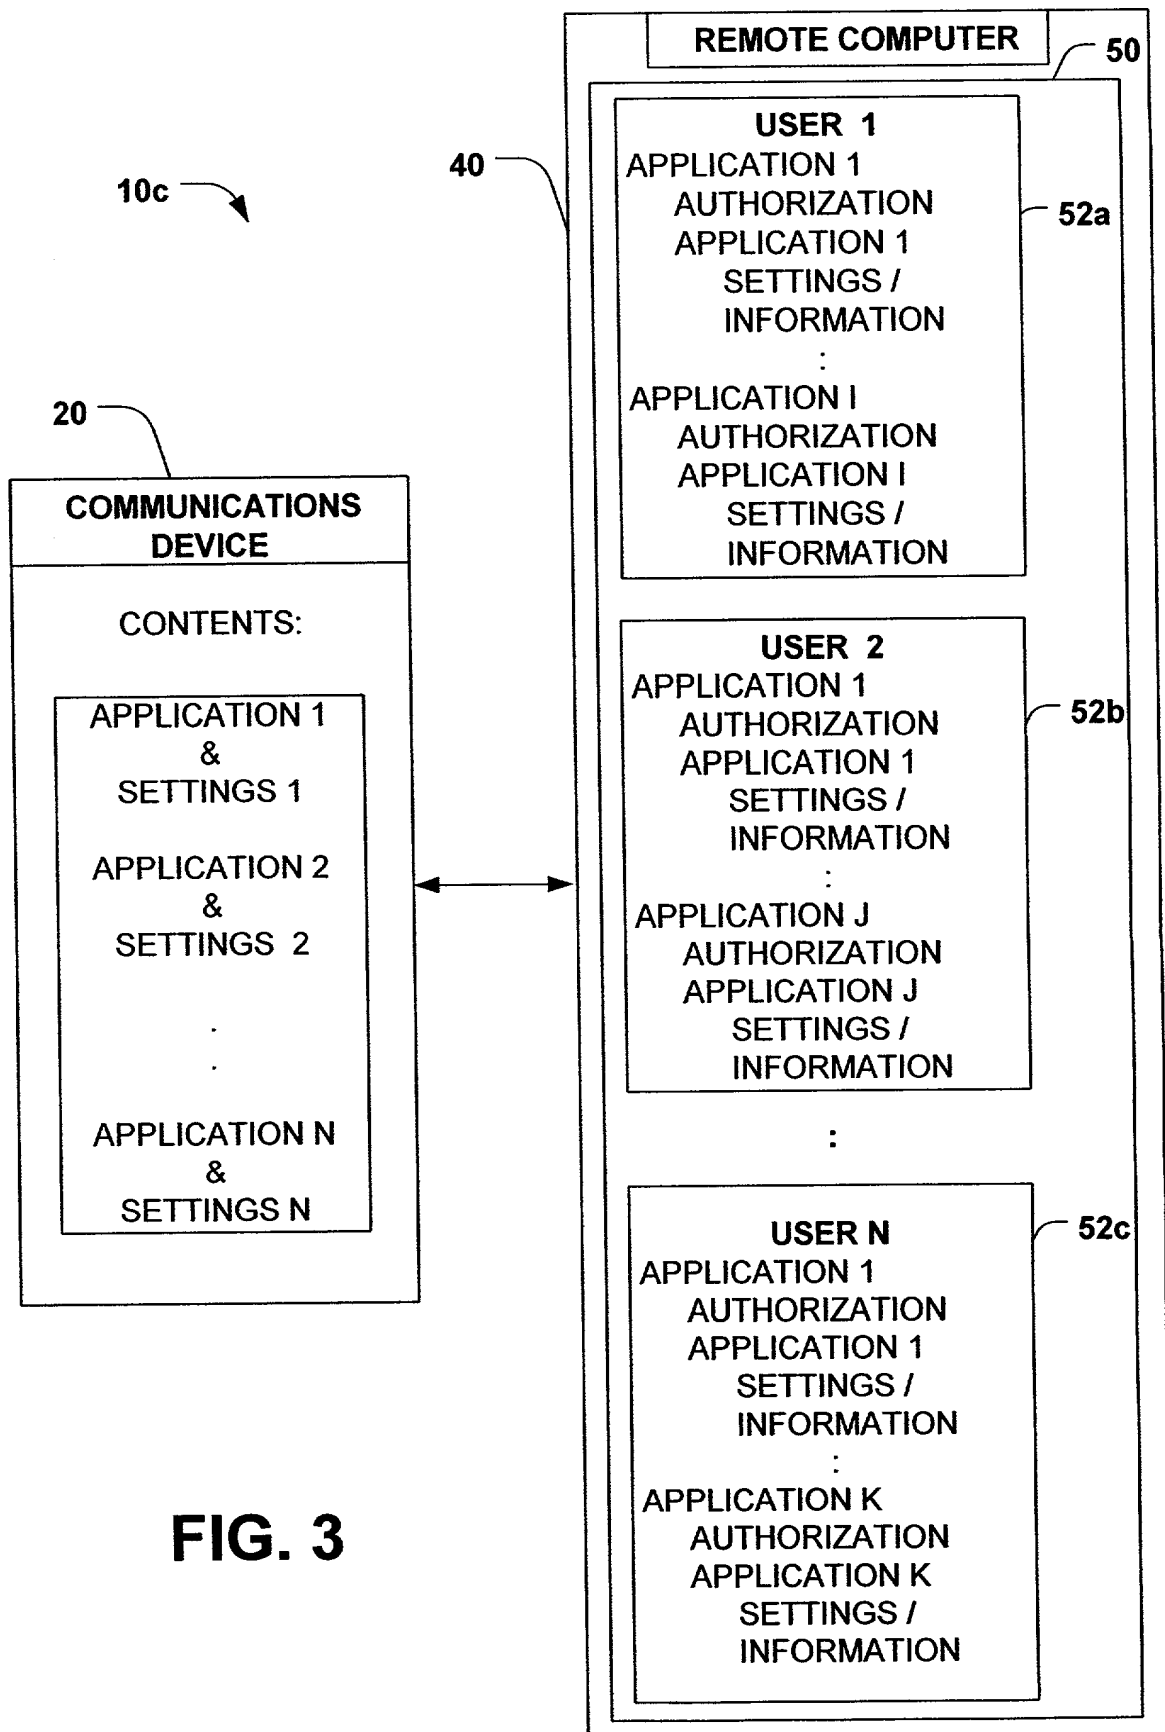 REMOTE COMPUTER
50
USER 1
APPLICATION 1
AUTHORIZATION
APPLICATION 1
SETTINGS /
INFORMATION
:
APPLICATION I
AUTHORIZATION
APPLICATION I
SETTINGS /
INFORMATION
40
52a
10c
20
COMMUNICATIONS
DEVICE
CONTENTS:
APPLICATION 1
&
SETTINGS 1
APPLICATION 2
&
SETTINGS 2
.
.
APPLICATION N
&
SETTINGS N
USER 2
APPLICATION 1
AUTHORIZATION
APPLICATION 1
SETTINGS /
INFORMATION
:
APPLICATION J
AUTHORIZATION
APPLICATION J
SETTINGS /
INFORMATION
52b
:
USER N
APPLICATION 1
AUTHORIZATION
APPLICATION 1
SETTINGS /
INFORMATION
:
APPLICATION K
AUTHORIZATION
APPLICATION K
SETTINGS /
INFORMATION
52c
FIG. 3